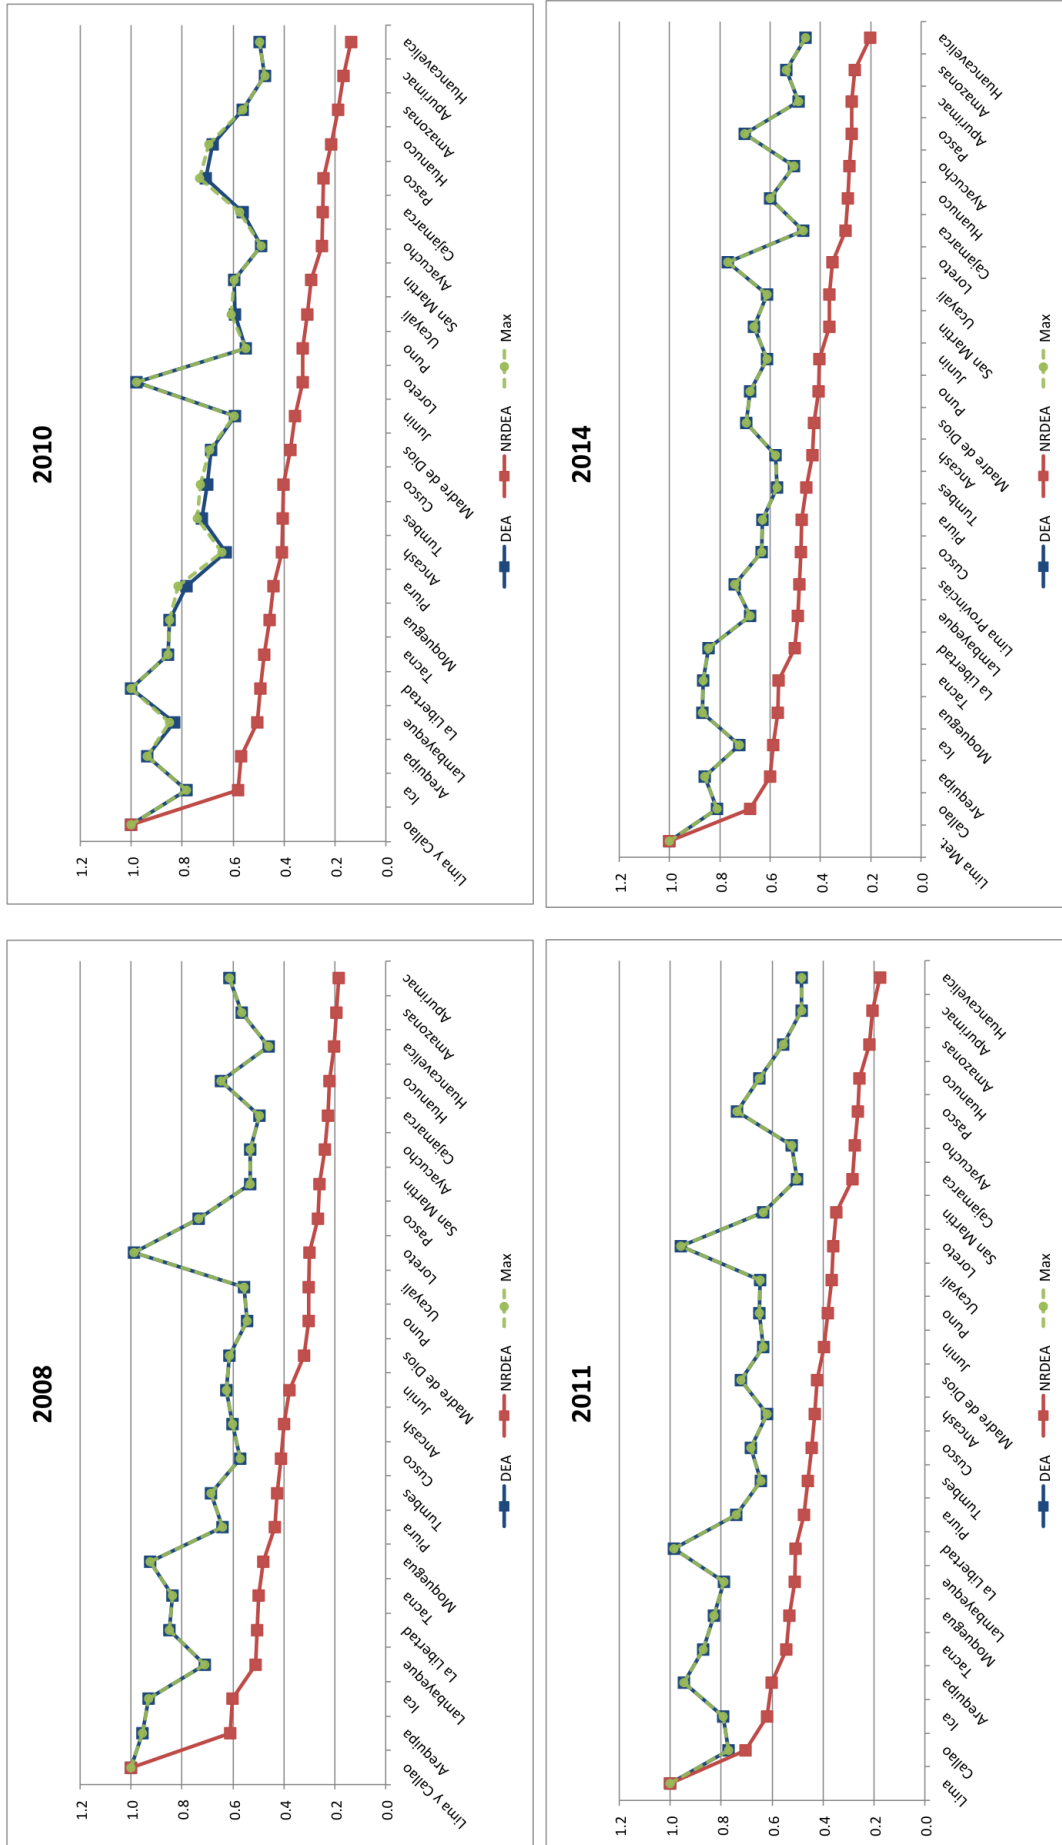 2008
1.2
1.0
0.8
0.6
0.4
0.2
0.0
Lima y Callao
Arequipa
Ica
Lambayeque
La Libertad
Tacna
Moquegua
Piura
Tumbes
Cusco
Ancash
Junin
Madre de Dios
Puno
Ucayali
Loreto
Pasco
San Martin
Ayacucho
Cajamarca
Huanuco
Huancavelica
Amazonas
Apurimac
DEA NRDEA Max
2010
1.2
1.0
0.8
0.6
0.4
0.2
0.0
Lima y Callao
Ica
Arequipa
Lambayeque
La Libertad
Tacna
Moquegua
Piura
Ancash
Tumbes
Cusco
Madre de Dios
Junin
Loreto
Puno
Ucayali
San Martin
Ayacucho
Cajamarca
Pasco
Huanuco
Amazonas
Apurimac
Huancavelica
DEA NRDEA Max
2011
1.2
1.0
0.8
0.6
0.4
0.2
0.0
Lima
Callao
Ica
Arequipa
Tacna
Moquegua
Lambayeque
La Libertad
Piura
Tumbes
Cusco
Ancash
Madre de Dios
Junin
Puno
Ucayali
Loreto
San Martin
Cajamarca
Ayacucho
Pasco
Huanuco
Amazonas
Apurimac
Huancavelica
DEA NRDEA Max
2014
1.2
1.0
0.8
0.6
0.4
0.2
0.0
Lima Met.
Callao
Arequipa
Ica
Moquegua
Tacna
La Libertad
Lambayeque
Lima Provincias
Cusco
Piura
Tumbes
Ancash
Madre de Dios
Puno
Junin
San Martin
Ucayali
Loreto
Cajamarca
Huanuco
Ayacucho
Pasco
Apurimac
Amazonas
Huancavelica
DEA NRDEA Max